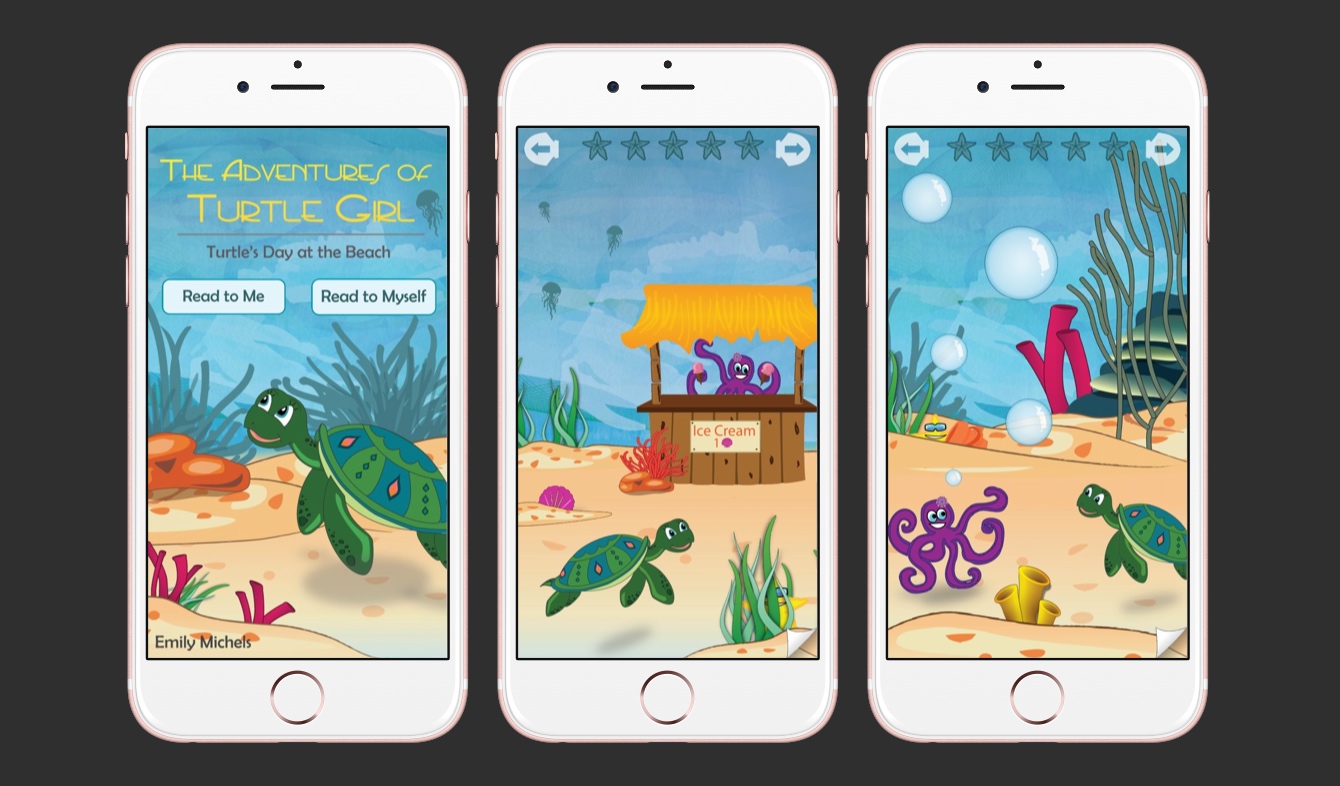 The Adventures of
Turtle Girl
Turtle's Day at the Beach
Read to Me
Read to Myself
Emily Michels
Ice Cream
1